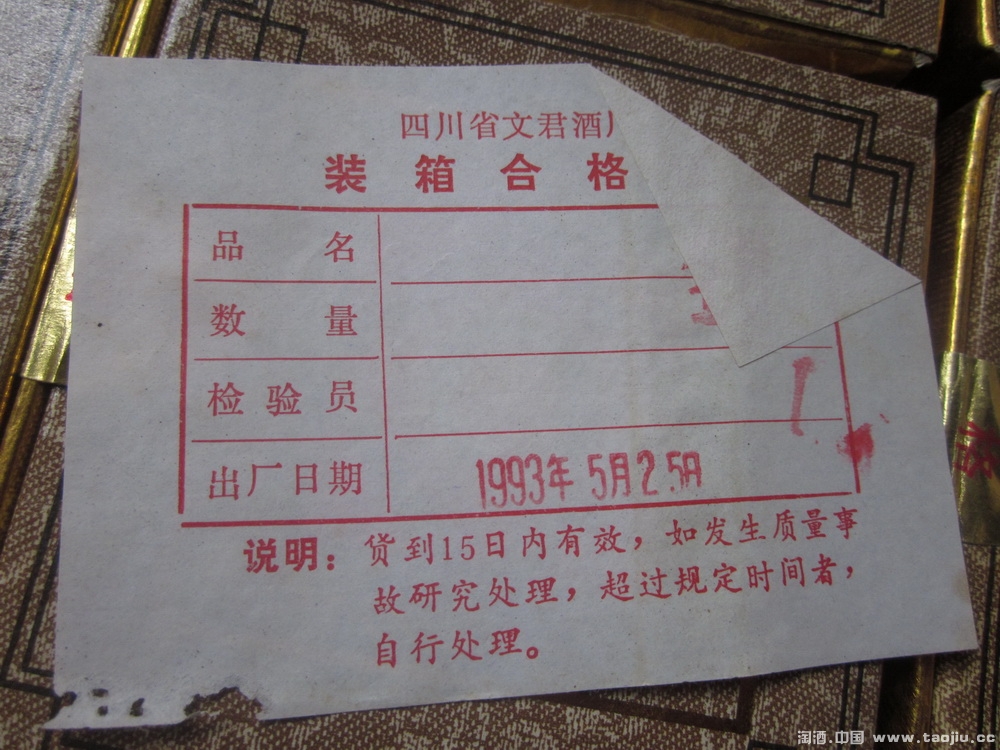 四川省文君酒厂
装箱合格
品名
数量
检验员
出厂日期 1993年5月25日
说明：货到15日内有效，如发生质量事
故研究处理，超过规定时间者，
自行处理。
淘酒.中国 www.taojiu.cc